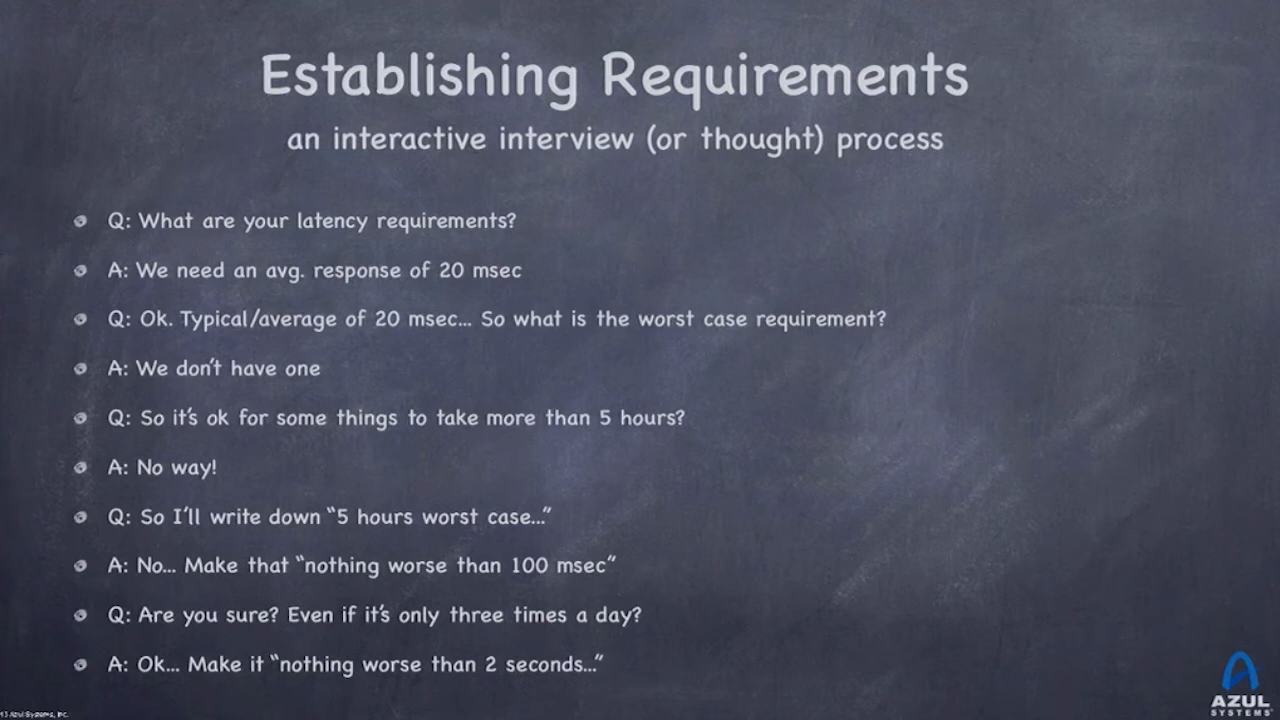 Establishing Requirements
an interactive interview (or thought) process
Q: What are your latency requirements?
A: We need an avg. response of 20 msec
Q: Ok. Typical/average of 20 msec... So what is the worst case requirement?
A: We don't have one
Q: So it's ok for some things to take more than 5 hours?
A: No way!
Q: So I'll write down "5 hours worst case..."
A: No... Make that "nothing worse than 100 msec"
Q: Are you sure? Even if it's only three times a day?
A: Ok... Make it "nothing worse than 2 seconds..."
AZUL
SYSTEMS
Azul Systems, Inc.